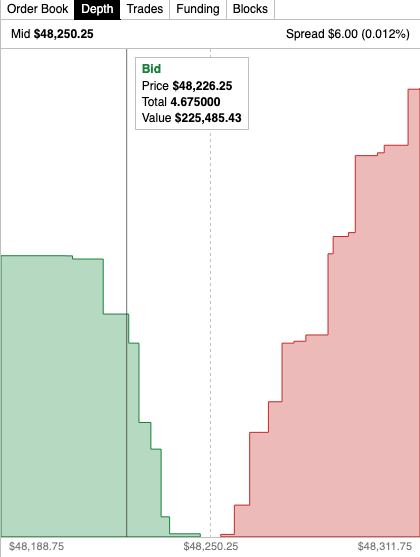 Order Book Depth Trades Funding Blocks
Mid $48,250.25 Spread $6.00 (0.012%)
Bid
Price $48,226.25
Total 4.675000
Value $225,485.43
$48,188.75 $48,250.25 $48,311.75